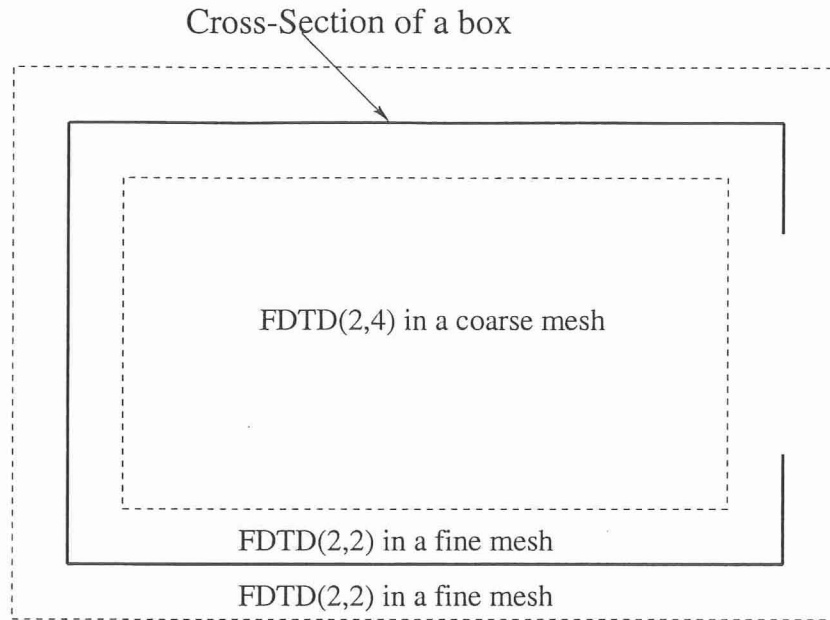 Cross-Section of a box
FDTD(2,4) in a coarse mesh
FDTD(2,2) in a fine mesh
FDTD(2,2) in a fine mesh